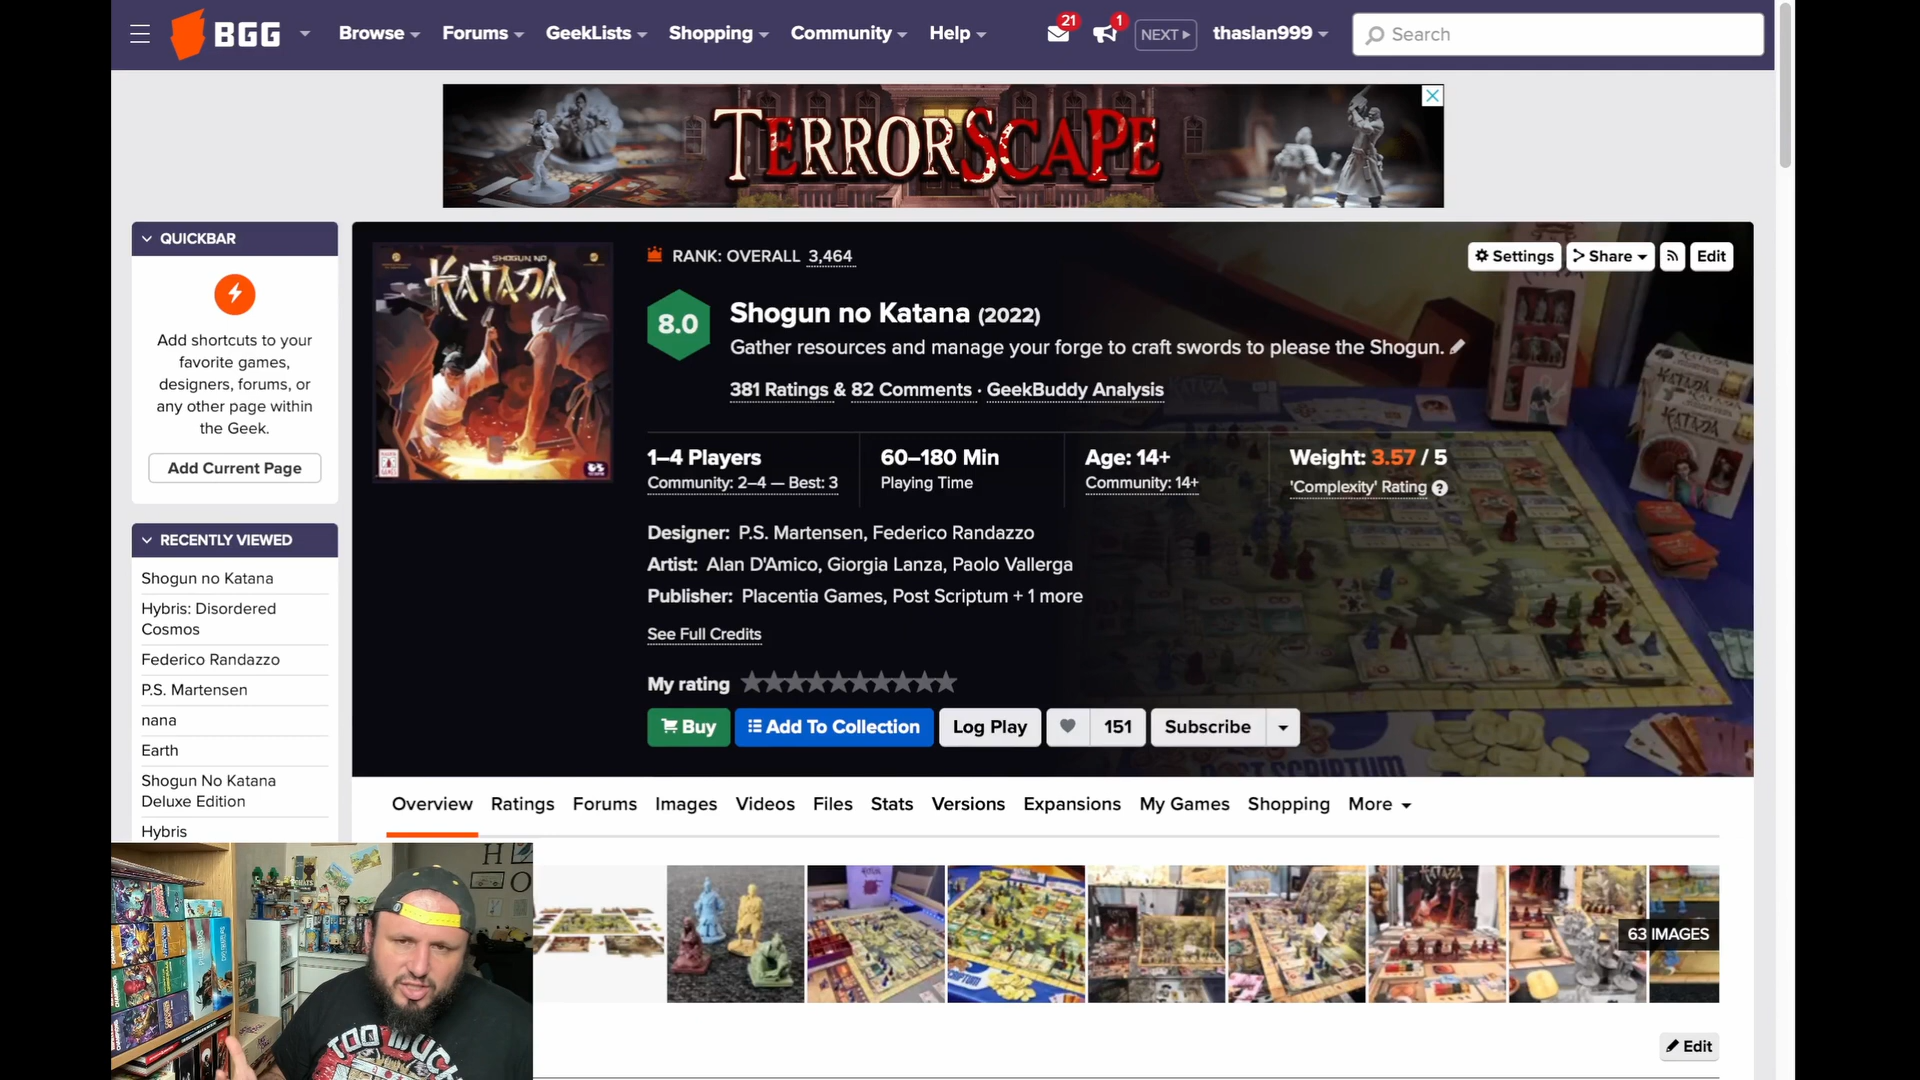 BGG
Browse
Forums
GeekLists
Shopping
Community
Help
21
1
NEXT
thaslan999
Search
TERRORSCAPE
QUICKBAR
Add shortcuts to your
favorite games,
designers, forums, or
any other page within
the Geek.
Add Current Page
RECENTLY VIEWED
Shogun no Katana
Hybris: Disordered
Cosmos
Federico Randazzo
P.S. Martensen
nana
Earth
Shogun No Katana
Deluxe Edition
Hybris
SHOGUN NO
KATANA
RANK: OVERALL 3,464
Settings
Share
Edit
8.0
Shogun no Katana (2022)
Gather resources and manage your forge to craft swords to please the Shogun.
381 Ratings & 82 Comments · GeekBuddy Analysis
1–4 Players
Community: 2–4 — Best: 3
60–180 Min
Playing Time
Age: 14+
Community: 14+
Weight: 3.57 / 5
'Complexity' Rating
Designer: P.S. Martensen, Federico Randazzo
Artist: Alan D'Amico, Giorgia Lanza, Paolo Vallerga
Publisher: Placentia Games, Post Scriptum + 1 more
See Full Credits
My rating
Buy
Add To Collection
Log Play
151
Subscribe
Overview
Ratings
Forums
Images
Videos
Files
Stats
Versions
Expansions
My Games
Shopping
More
63 IMAGES
Edit
TOO MUCH